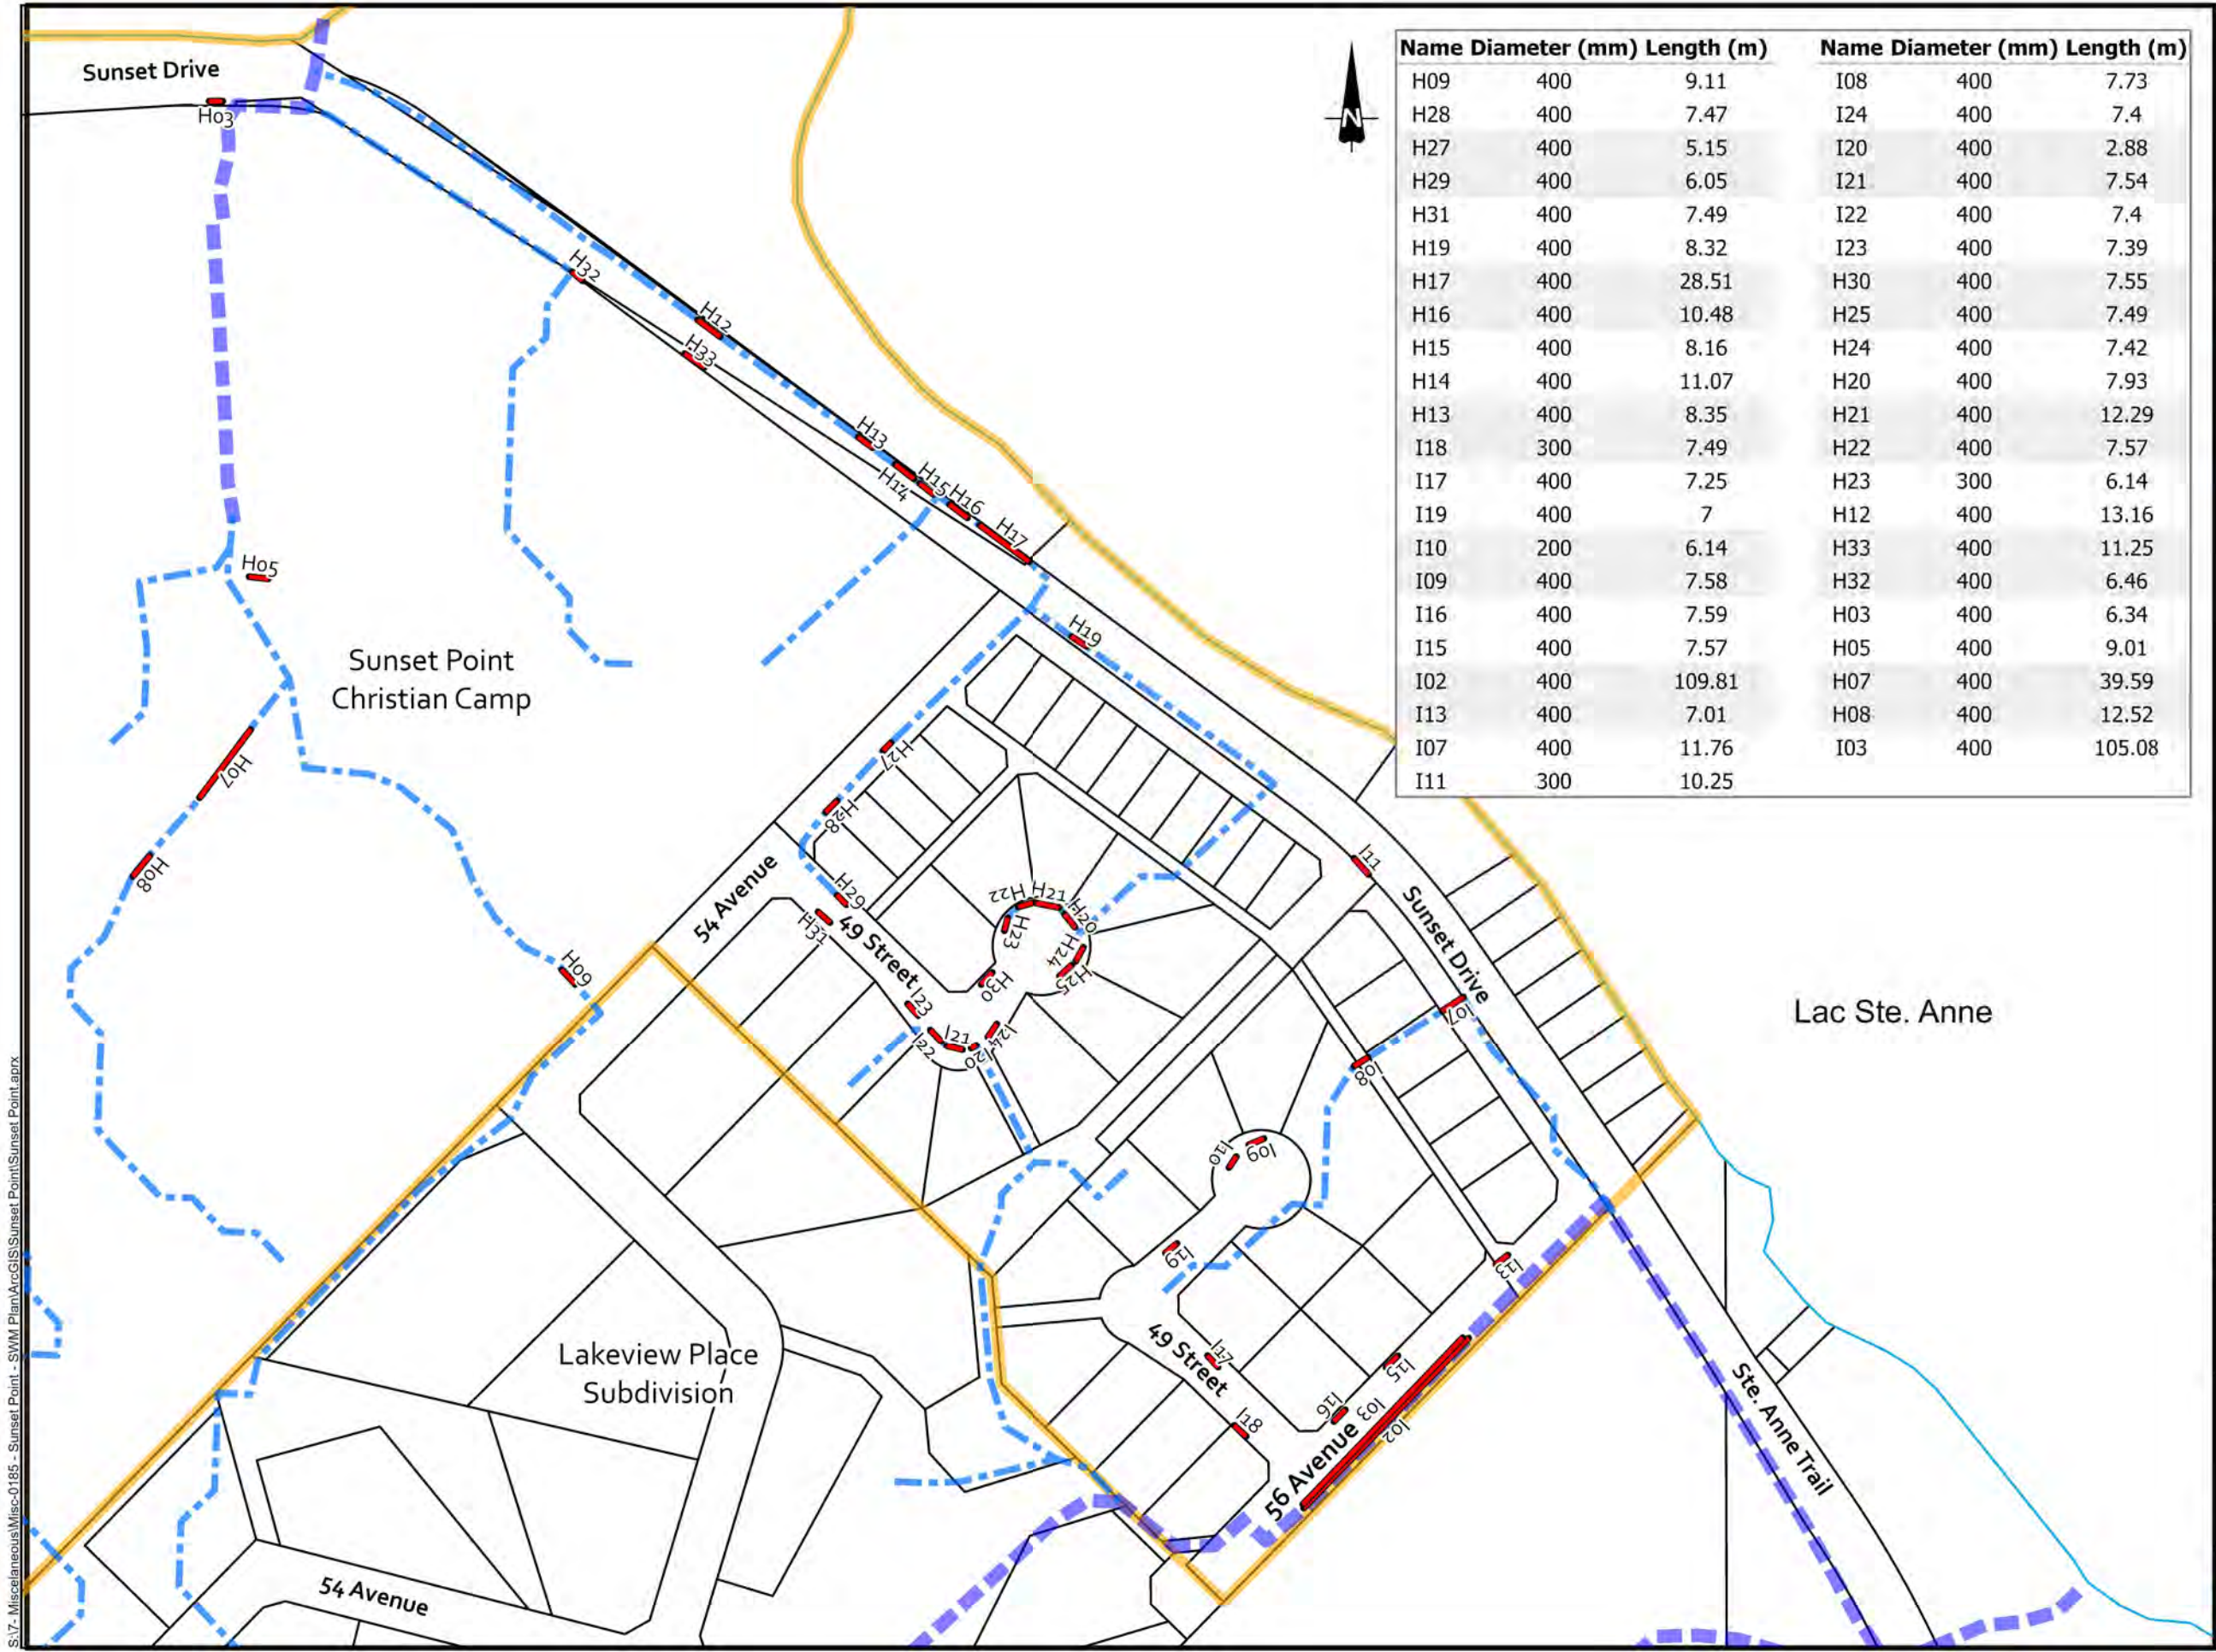 Sunset Drive
H03
N
Name Diameter (mm) Length (m) Name Diameter (mm) Length (m)
H09 400 9.11 I08 400 7.73
H28 400 7.47 I24 400 7.4
H27 400 5.15 I20 400 2.88
H29 400 6.05 I21 400 7.54
H31 400 7.49 I22 400 7.4
H19 400 8.32 I23 400 7.39
H17 400 28.51 H30 400 7.55
H16 400 10.48 H25 400 7.49
H15 400 8.16 H24 400 7.42
H14 400 11.07 H20 400 7.93
H13 400 8.35 H21 400 12.29
I18 300 7.49 H22 400 7.57
I17 400 7.25 H23 300 6.14
I19 400 7 H12 400 13.16
I10 200 6.14 H33 400 11.25
I09 400 7.58 H32 400 6.46
I16 400 7.59 H03 400 6.34
I15 400 7.57 H05 400 9.01
I02 400 109.81 H07 400 39.59
I13 400 7.01 H08 400 12.52
I07 400 11.76 I03 400 105.08
I11 300 10.25
H32
H12
H33
H13
H14
H15
H16
H17
H05
H19
Sunset Point
Christian Camp
H07
H08
H09
H27
H28
54 Avenue
H29
H31
49 Street
H22
H21
H20
H23
H24
H25
H30
I23
I22
I21
I20
I24
I11
Sunset Drive
I07
I08
Lac Ste. Anne
I10
I09
I19
I13
Lakeview Place
Subdivision
49 Street
I17
I18
I16
I15
I03
I02
56 Avenue
Ste. Anne Trail
54 Avenue
S:\7 - Miscelaneous\Misc-0185 - Sunset Point - SWM Plan\ArcGIS\Sunset Point\Sunset Point.aprx